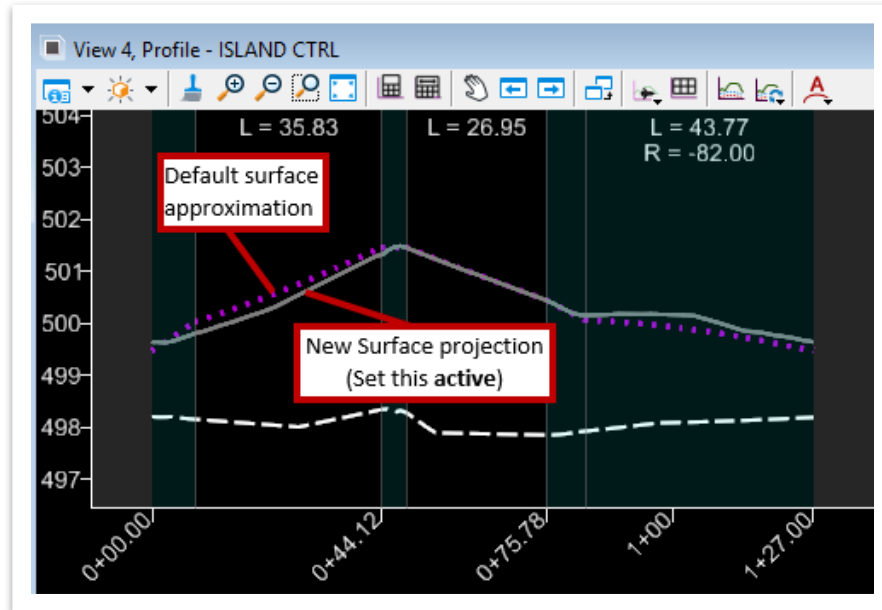 View 4, Profile - ISLAND CTRL
504
L = 35.83
L = 26.95
L = 43.77
R = -82.00
503
Default surface
approximation
502
501
500
New Surface projection
(Set this active)
499
498
497
0+00.00
0+44.12
0+75.78
1+00
1+27.00